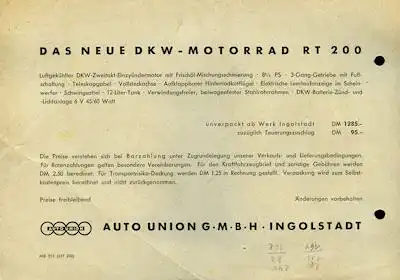 DAS NEUE DKW-MOTORRAD RT 200
Luftgekühlter DKW-Zweitakt-Einzylindermotor mit Frischöl-Mischungsschmierung · 8½ PS · 3-Gang-Getriebe mit Fuß-
schaltung · Teleskopgabel · Vollsteckachse · Aufklappbarer Hinterradkotflügel · Elektrische Leerlaufanzeige im Schein-
werfer · Schwingsattel · 12-Liter-Tank · Verwindungsfreier, beiwagenfester Stahlrohrrahmen · DKW-Batterie-Zünd- und
-Lichtanlage 6 V 45/60 Watt
unverpackt ab Werk Ingolstadt DM 1285.–
zuzüglich Teuerungszuschlag DM 95.–
Die Preise verstehen sich bei Barzahlung unter Zugrundelegung unserer Verkaufs- und Lieferungsbedingungen.
Für Ratenzahlungen gelten besondere Vereinbarungen. · Für den Kraftfahrzeugbrief und sonstige Gebühren werden
DM 2.50 berechnet. Für Transportrisiko-Deckung werden DM 1.25 in Rechnung gestellt. Verpackung wird zum Selbst-
kostenpreis berechnet und nicht zurückgenommen.
Preise freibleibend Änderungen vorbehalten
AUTO UNION G·M·B·H · INGOLSTADT